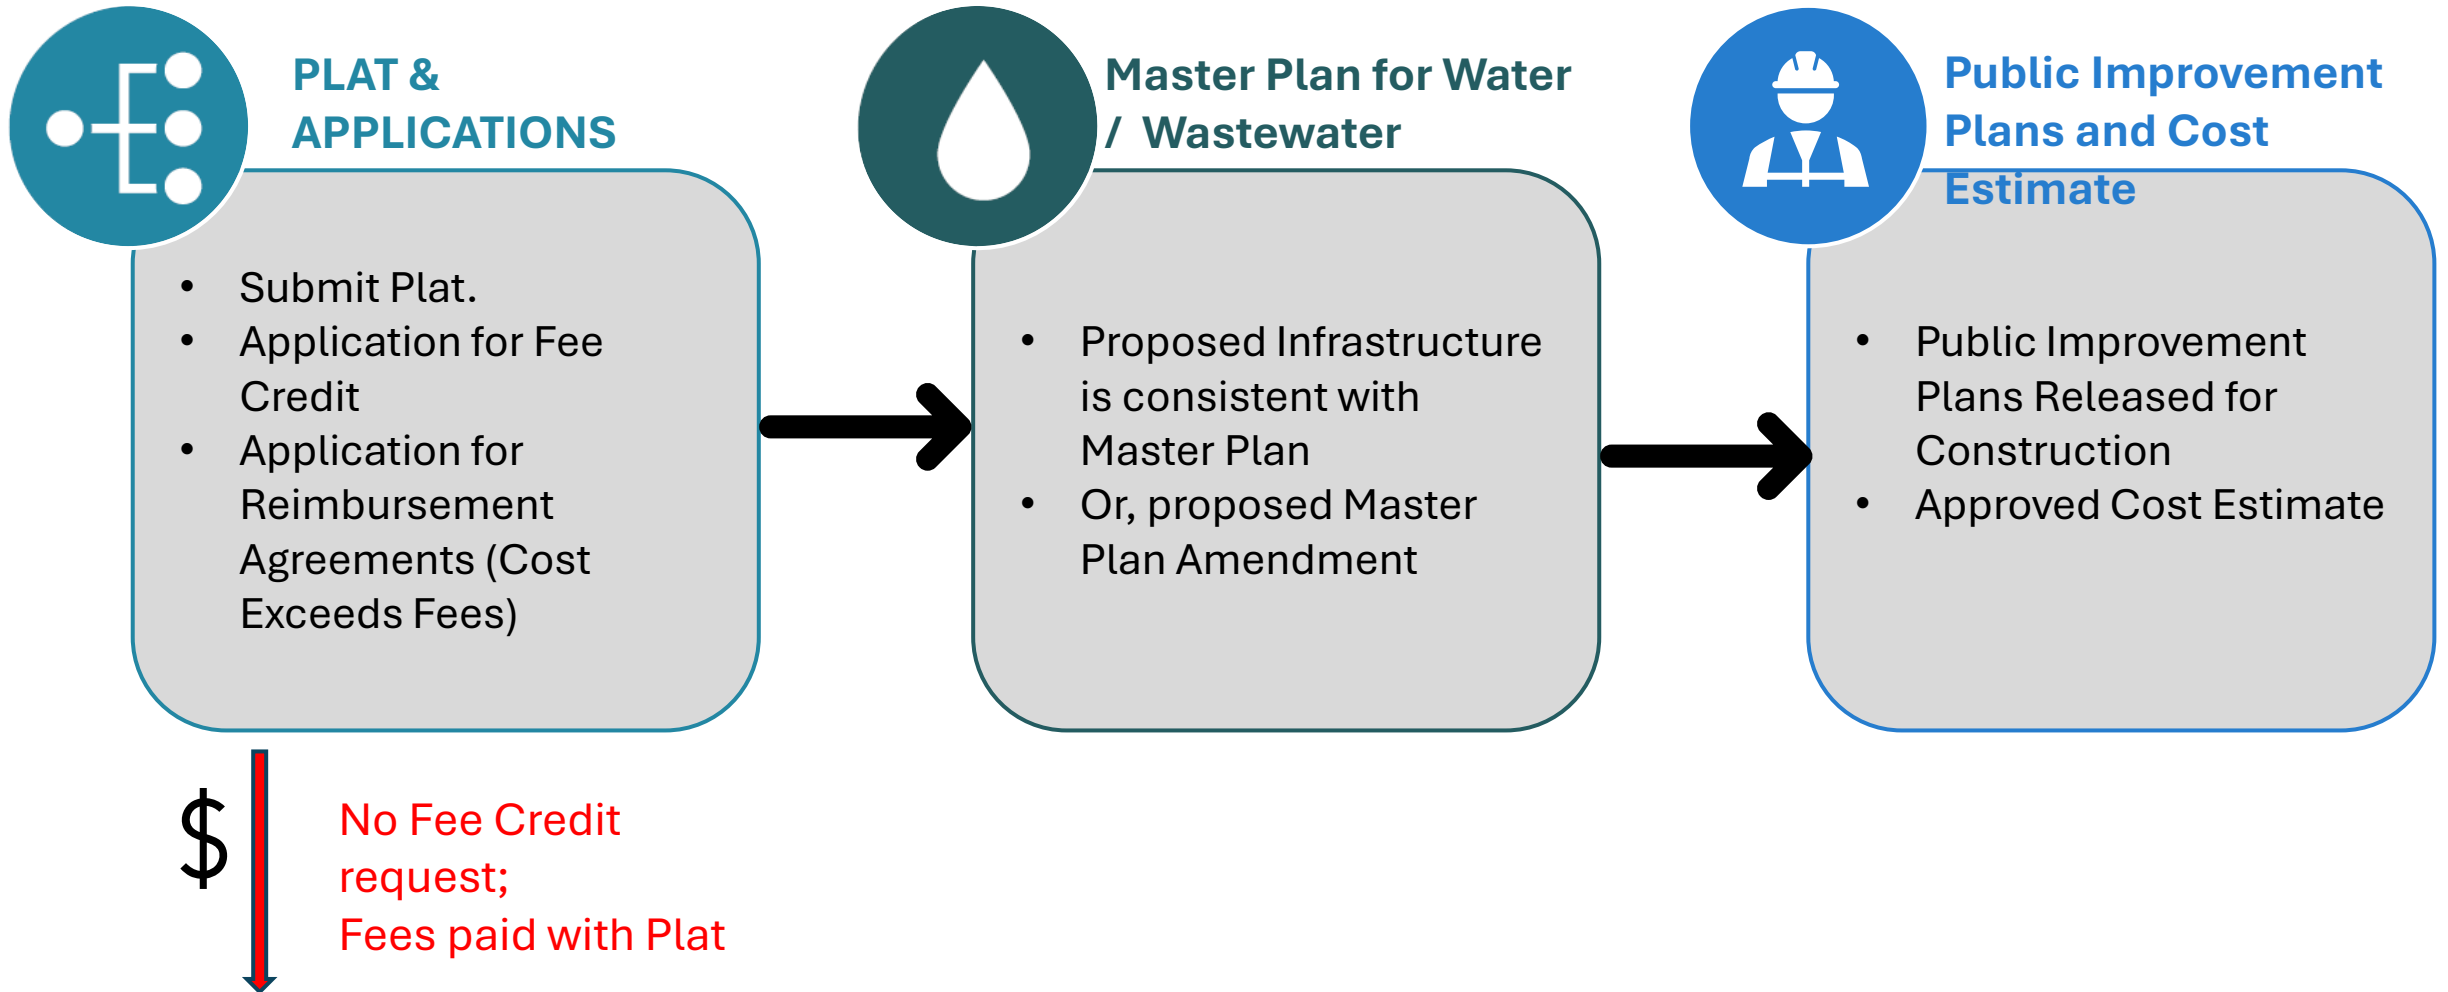 PLAT &
APPLICATIONS
• Submit Plat.
• Application for Fee
Credit
• Application for
Reimbursement
Agreements (Cost
Exceeds Fees)
$
No Fee Credit
request;
Fees paid with Plat
Master Plan for Water
/ Wastewater
• Proposed Infrastructure
is consistent with
Master Plan
• Or, proposed Master
Plan Amendment
Public Improvement
Plans and Cost
Estimate
• Public Improvement
Plans Released for
Construction
• Approved Cost Estimate